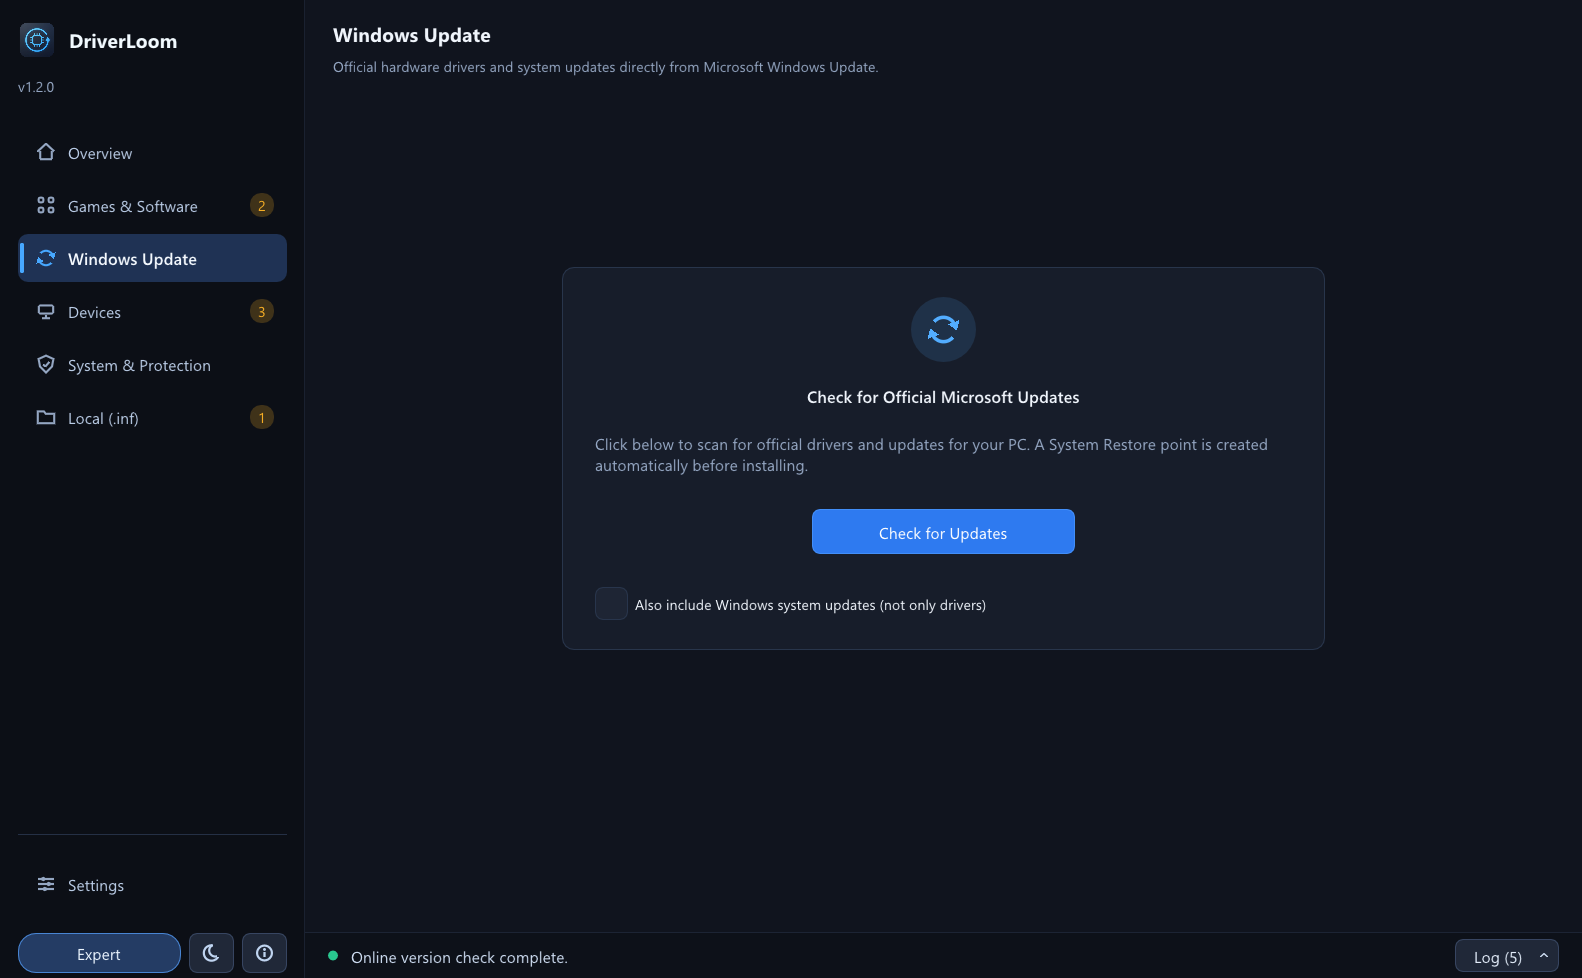 DriverLoom
v1.2.0
Overview
Games & Software 2
Windows Update
Devices 3
System & Protection
Local (.inf) 1
Settings
Expert
Windows Update
Official hardware drivers and system updates directly from Microsoft Windows Update.
Check for Official Microsoft Updates
Click below to scan for official drivers and updates for your PC. A System Restore point is created
automatically before installing.
Check for Updates
Also include Windows system updates (not only drivers)
Online version check complete.
Log (5)